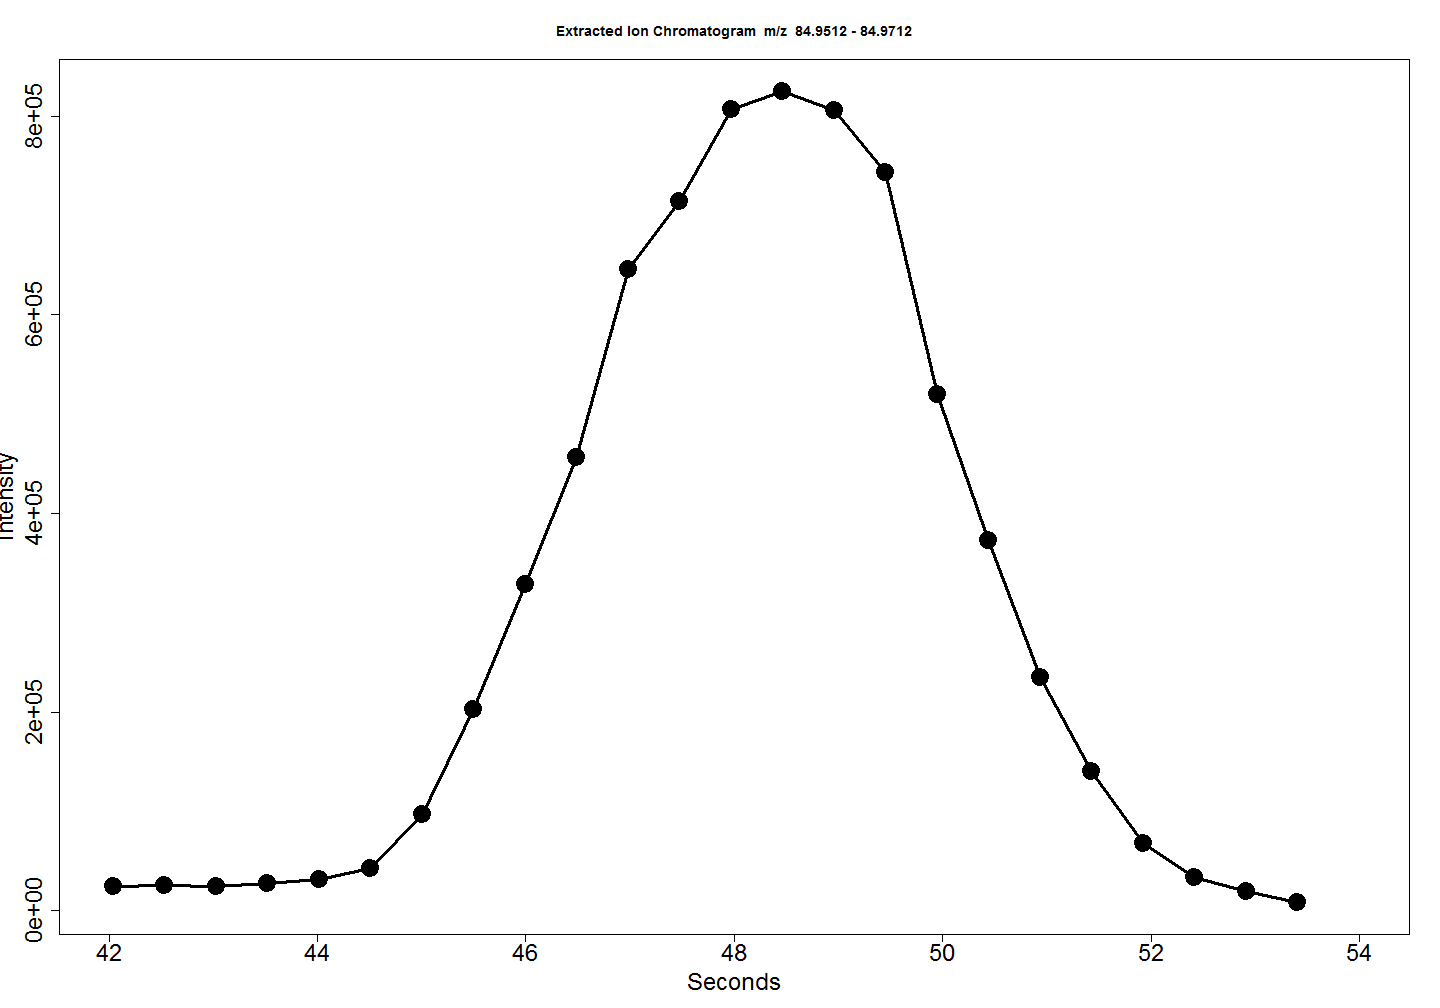 Extracted Ion Chromatogram  m/z  84.9512 - 84.9712
8e+05
6e+05
4e+05
2e+05
0e+00
Intensity
42 44 46 48 50 52 54
Seconds